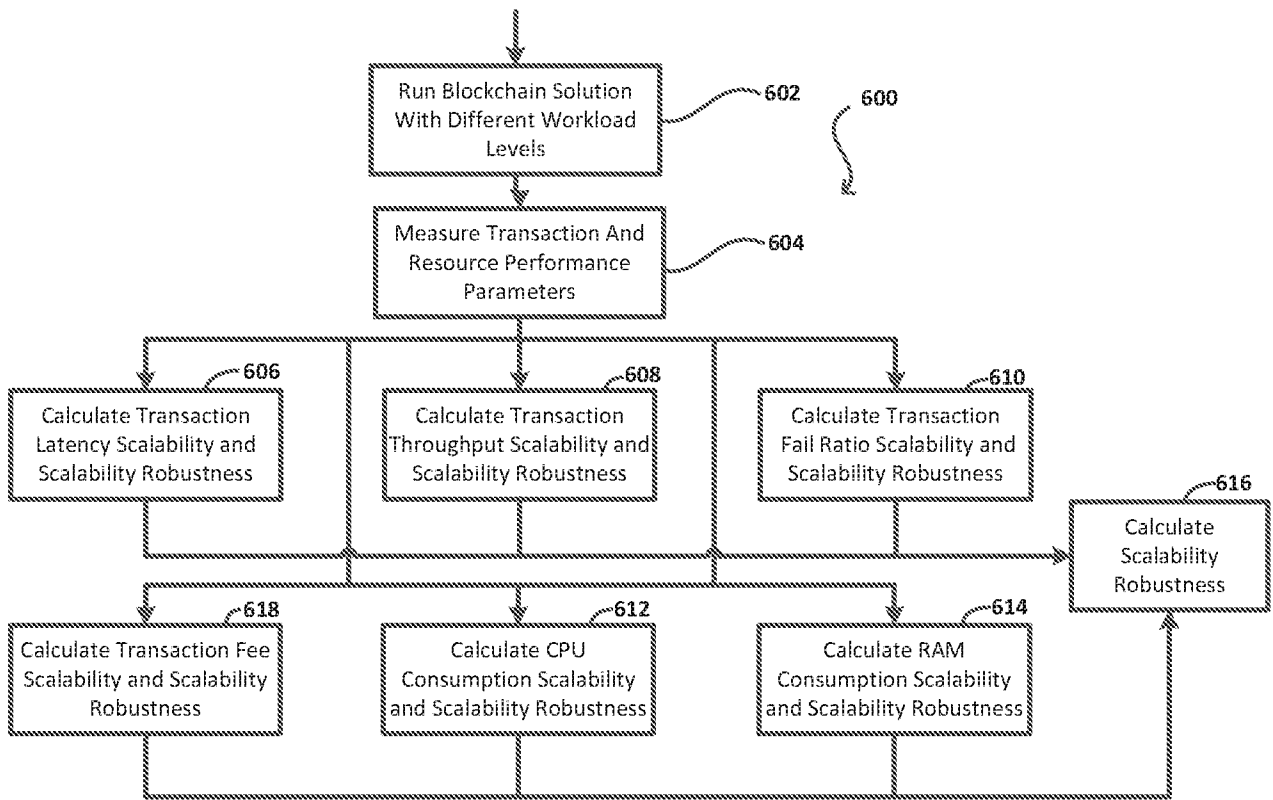 Run Blockchain Solution
With Different Workload
Levels
602
600
Measure Transaction And
Resource Performance
Parameters
604
606
Calculate Transaction
Latency Scalability and
Scalability Robustness
608
Calculate Transaction
Throughput Scalability and
Scalability Robustness
610
Calculate Transaction
Fail Ratio Scalability and
Scalability Robustness
616
Calculate
Scalability
Robustness
618
Calculate Transaction Fee
Scalability and Scalability
Robustness
612
Calculate CPU
Consumption Scalability
and Scalability Robustness
614
Calculate RAM
Consumption Scalability
and Scalability Robustness